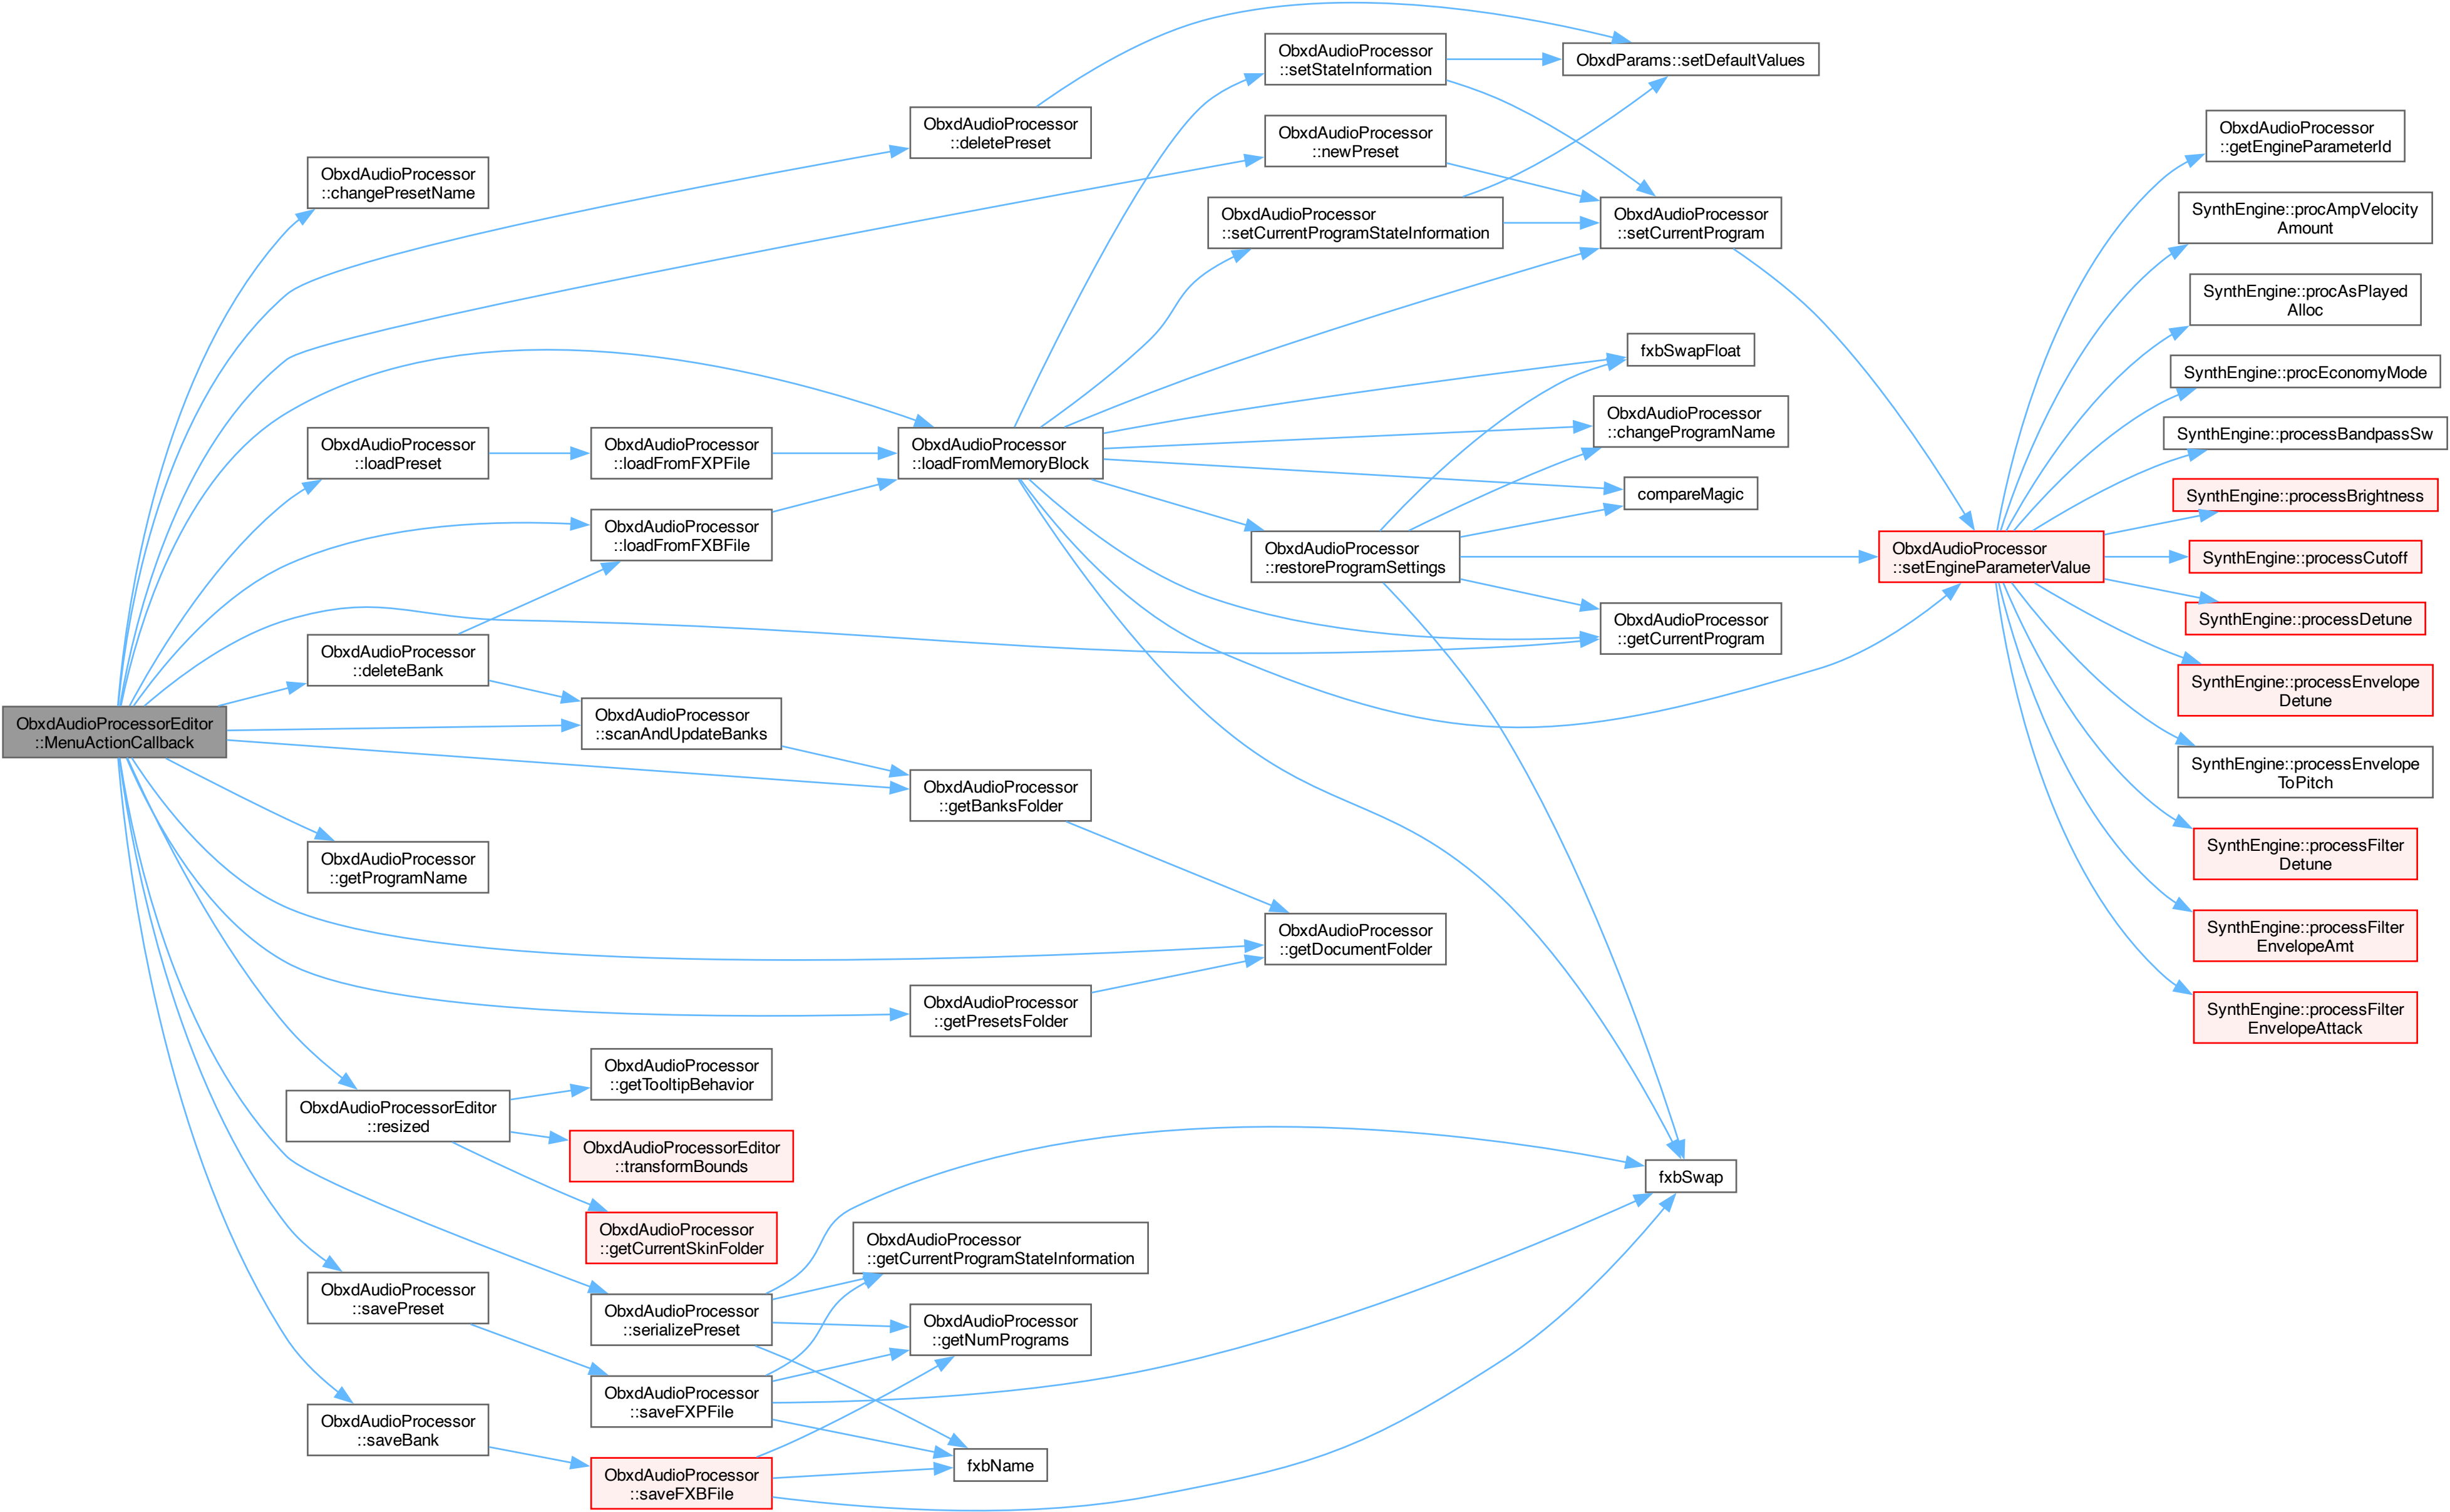 ObxdAudioProcessorEditor
::MenuActionCallback
ObxdAudioProcessor
::changePresetName
ObxdAudioProcessor
::loadPreset
ObxdAudioProcessor
::deleteBank
ObxdAudioProcessor
::getProgramName
ObxdAudioProcessorEditor
::resized
ObxdAudioProcessor
::savePreset
ObxdAudioProcessor
::saveBank
ObxdAudioProcessor
::loadFromFXPFile
ObxdAudioProcessor
::loadFromFXBFile
ObxdAudioProcessor
::scanAndUpdateBanks
ObxdAudioProcessor
::getTooltipBehavior
ObxdAudioProcessorEditor
::transformBounds
ObxdAudioProcessor
::getCurrentSkinFolder
ObxdAudioProcessor
::serializePreset
ObxdAudioProcessor
::saveFXPFile
ObxdAudioProcessor
::saveFXBFile
ObxdAudioProcessor
::deletePreset
ObxdAudioProcessor
::loadFromMemoryBlock
ObxdAudioProcessor
::getBanksFolder
ObxdAudioProcessor
::getPresetsFolder
ObxdAudioProcessor
::getCurrentProgramStateInformation
ObxdAudioProcessor
::getNumPrograms
fxbName
ObxdAudioProcessor
::setStateInformation
ObxdAudioProcessor
::newPreset
ObxdAudioProcessor
::setCurrentProgramStateInformation
ObxdAudioProcessor
::restoreProgramSettings
ObxdAudioProcessor
::getDocumentFolder
ObxdParams::setDefaultValues
ObxdAudioProcessor
::setCurrentProgram
fxbSwapFloat
ObxdAudioProcessor
::changeProgramName
compareMagic
ObxdAudioProcessor
::getCurrentProgram
fxbSwap
ObxdAudioProcessor
::setEngineParameterValue
ObxdAudioProcessor
::getEngineParameterId
SynthEngine::procAmpVelocity
Amount
SynthEngine::procAsPlayed
Alloc
SynthEngine::procEconomyMode
SynthEngine::processBandpassSw
SynthEngine::processBrightness
SynthEngine::processCutoff
SynthEngine::processDetune
SynthEngine::processEnvelope
Detune
SynthEngine::processEnvelope
ToPitch
SynthEngine::processFilter
Detune
SynthEngine::processFilter
EnvelopeAmt
SynthEngine::processFilter
EnvelopeAttack